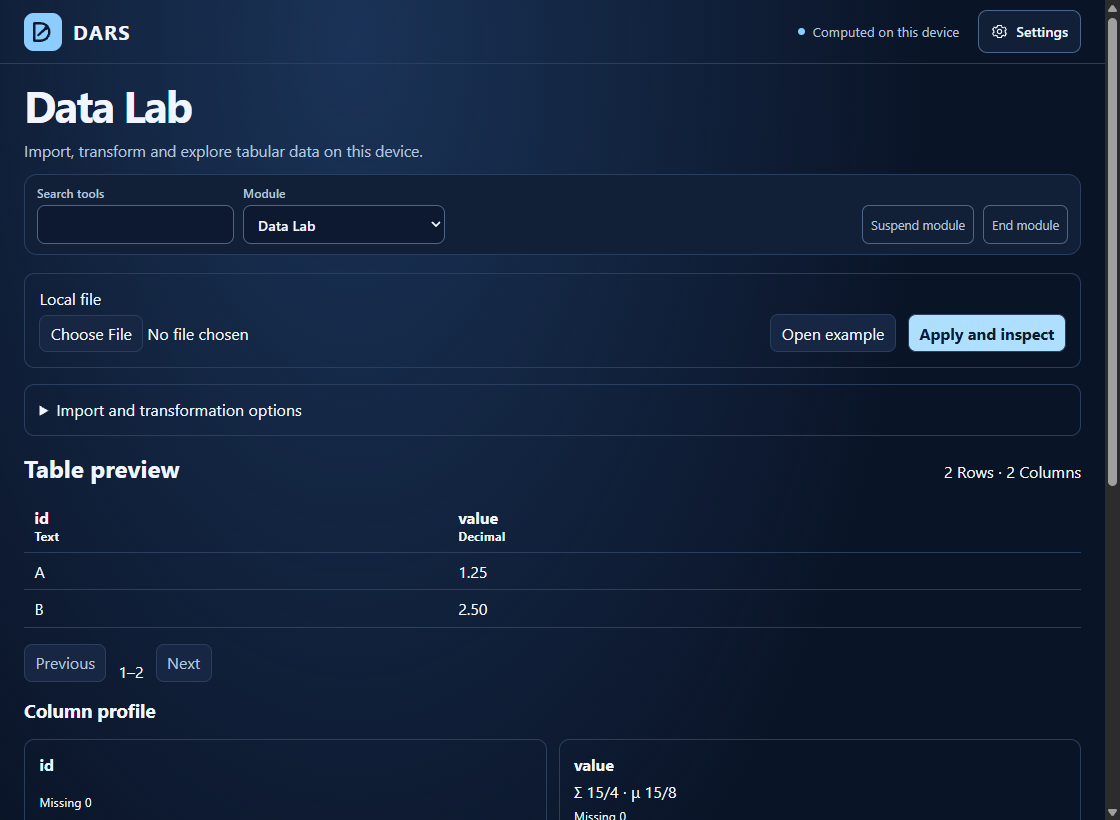 DARS
Computed on this device
Settings
Data Lab
Import, transform and explore tabular data on this device.
Search tools
Module
Data Lab
Suspend module
End module
Local file
Choose File No file chosen
Open example
Apply and inspect
Import and transformation options
Table preview
2 Rows · 2 Columns
id
value
Text
Decimal
A
1.25
B
2.50
Previous
1–2
Next
Column profile
id
Missing 0
value
Σ 15/4 · μ 15/8
Missing 0